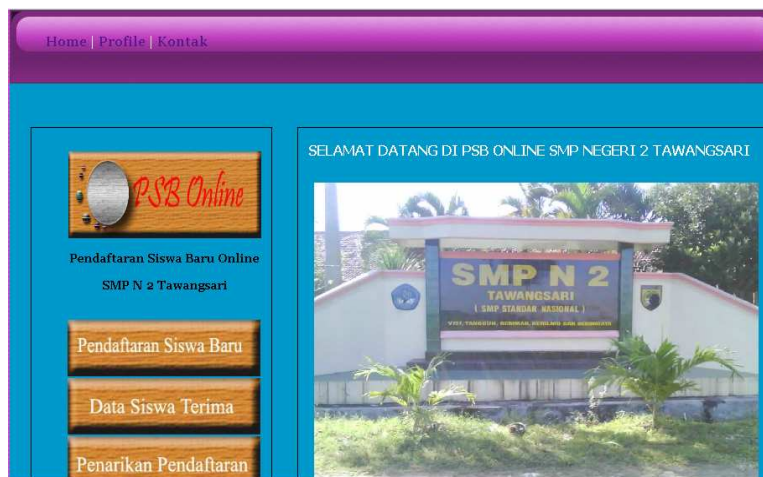 Home | Profile | Kontak
PSB Online
Pendaftaran Siswa Baru Online
SMP N 2 Tawangsari
Pendaftaran Siswa Baru
Data Siswa Terima
Penarikan Pendaftaran
SELAMAT DATANG DI PSB ONLINE SMP NEGERI 2 TAWANGSARI
SMP N 2
TAWANGSARI
( SMP STANDAR NASIONAL )